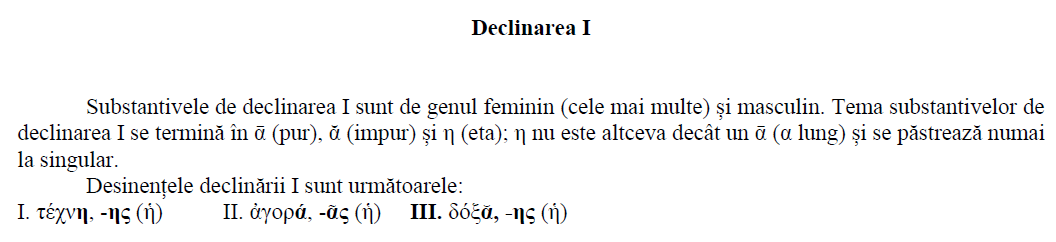 Declinarea I
Substantivele de declinarea I sunt de genul feminin (cele mai multe) și masculin. Tema substantivelor de
declinarea I se termină în ᾱ (pur), ᾰ (impur) și η (eta); η nu este altceva decât un ᾱ (α lung) și se păstrează numai
la singular.
Desinențele declinării I sunt următoarele:
I. τέχνη, -ης (ἡ) II. ἀγορά, -ᾶς (ἡ) III. δόξᾰ, -ης (ἡ)